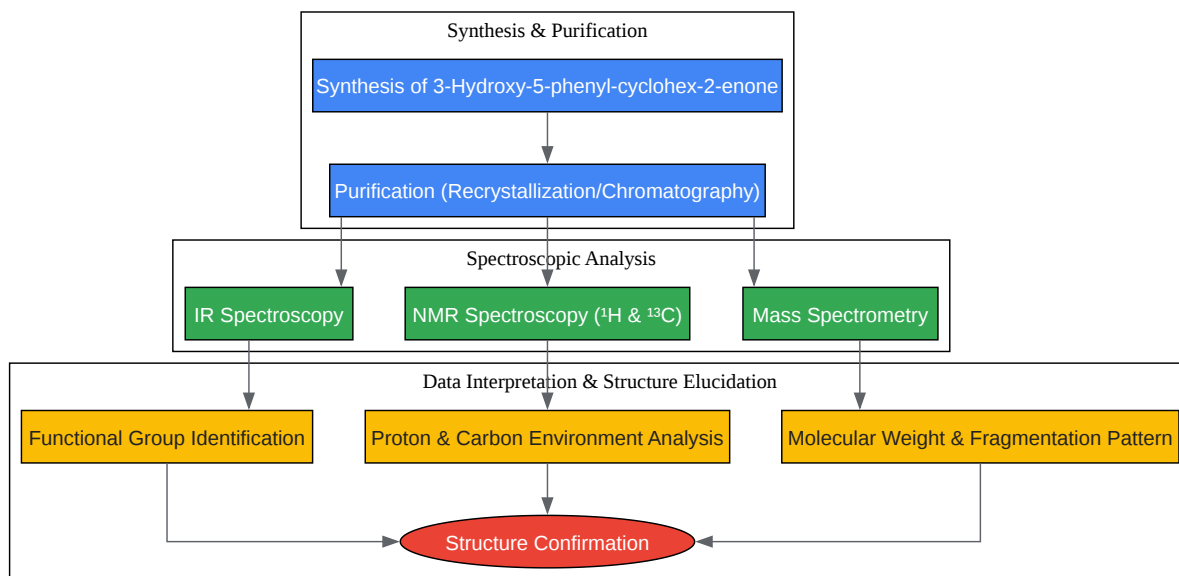 Synthesis & Purification
Synthesis of 3-Hydroxy-5-phenyl-cyclohex-2-enone
Purification (Recrystallization/Chromatography)
Spectroscopic Analysis
IR Spectroscopy
NMR Spectroscopy (¹H & ¹³C)
Mass Spectrometry
Data Interpretation & Structure Elucidation
Functional Group Identification
Proton & Carbon Environment Analysis
Molecular Weight & Fragmentation Pattern
Structure Confirmation